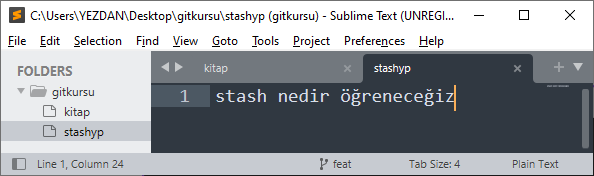 C:\Users\YEZDAN\Desktop\gitkursu\stashyp (gitkursu) - Sublime Text (UNREGI...
File Edit Selection Find View Goto Tools Project Preferences Help
FOLDERS
gitkursu
kitap
stashyp
kitap × stashyp ×
1 stash nedir öğreneceğiz
Line 1, Column 24 feat Tab Size: 4 Plain Text